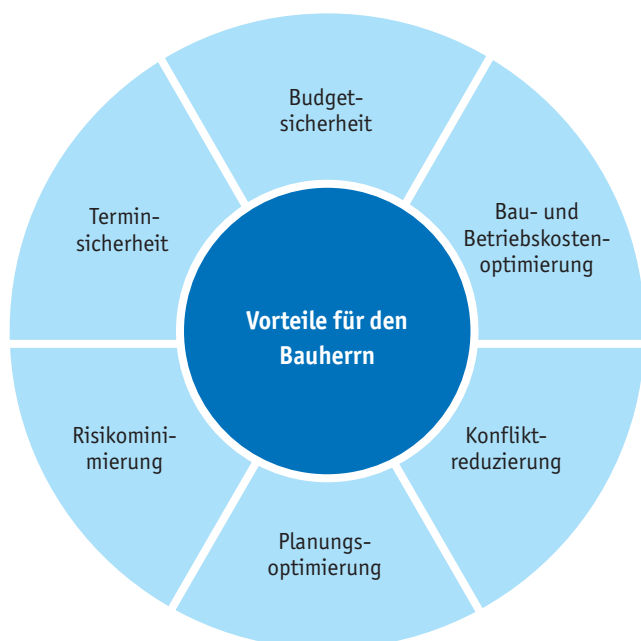 Budget-
sicherheit
Bau- und
Betriebskosten-
optimierung
Konflikt-
reduzierung
Planungs-
optimierung
Risikomini-
mierung
Termin-
sicherheit
Vorteile für den
Bauherrn